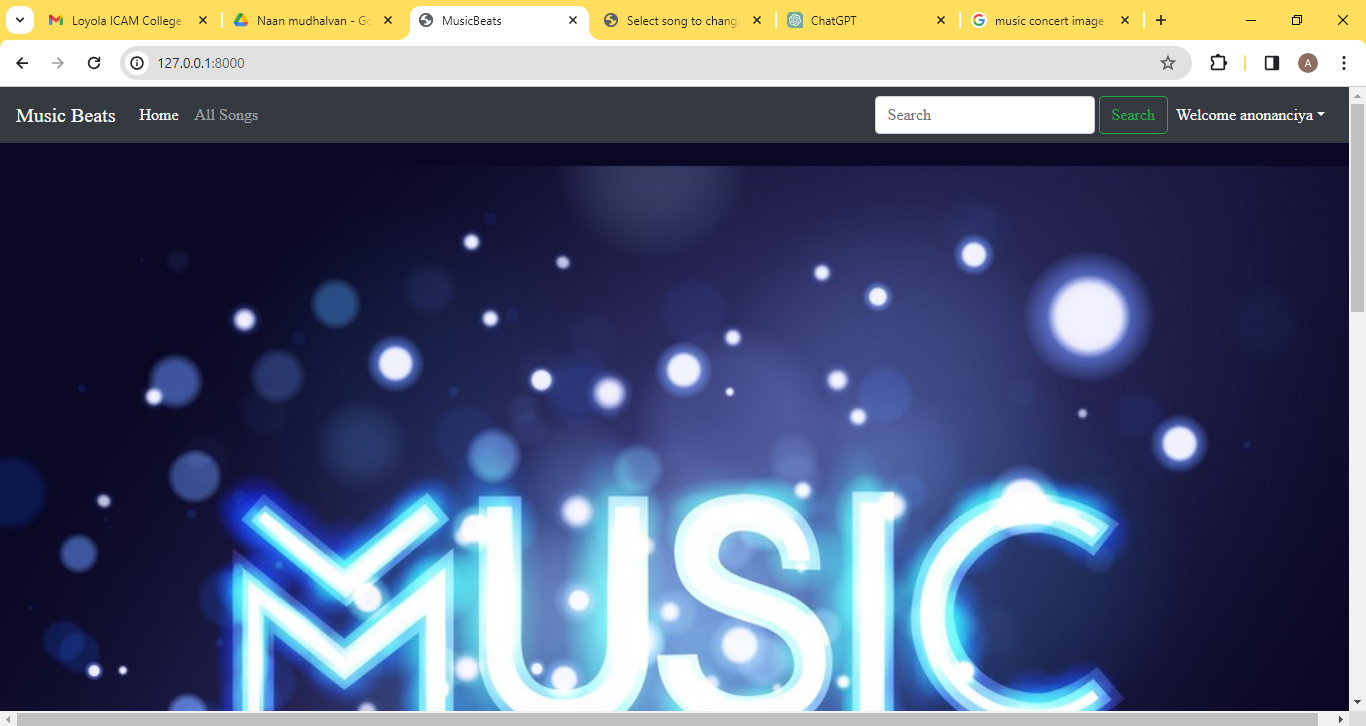 Loyola ICAM College
Naan mudhalvan - Go
MusicBeats
Select song to chang
ChatGPT
music concert image
127.0.0.1:8000
A
Music Beats
Home
All Songs
Search
Search
Welcome anonanciya
MUSIC